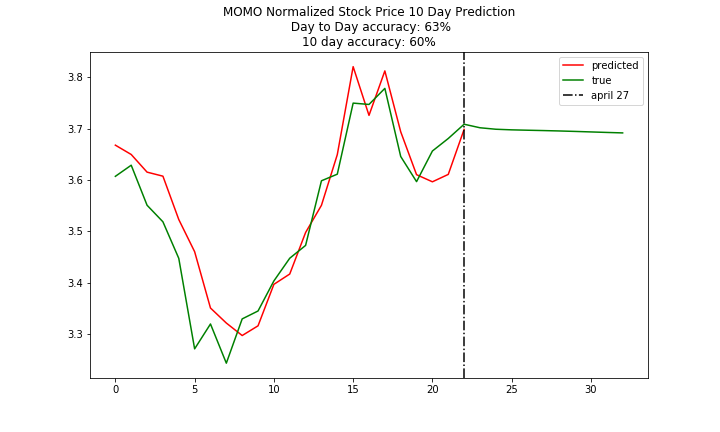 MOMO Normalized Stock Price 10 Day Prediction
Day to Day accuracy: 63%
10 day accuracy: 60%
predicted
true
april 27
3.8
3.7
3.6
3.5
3.4
3.3
0 5 10 15 20 25 30